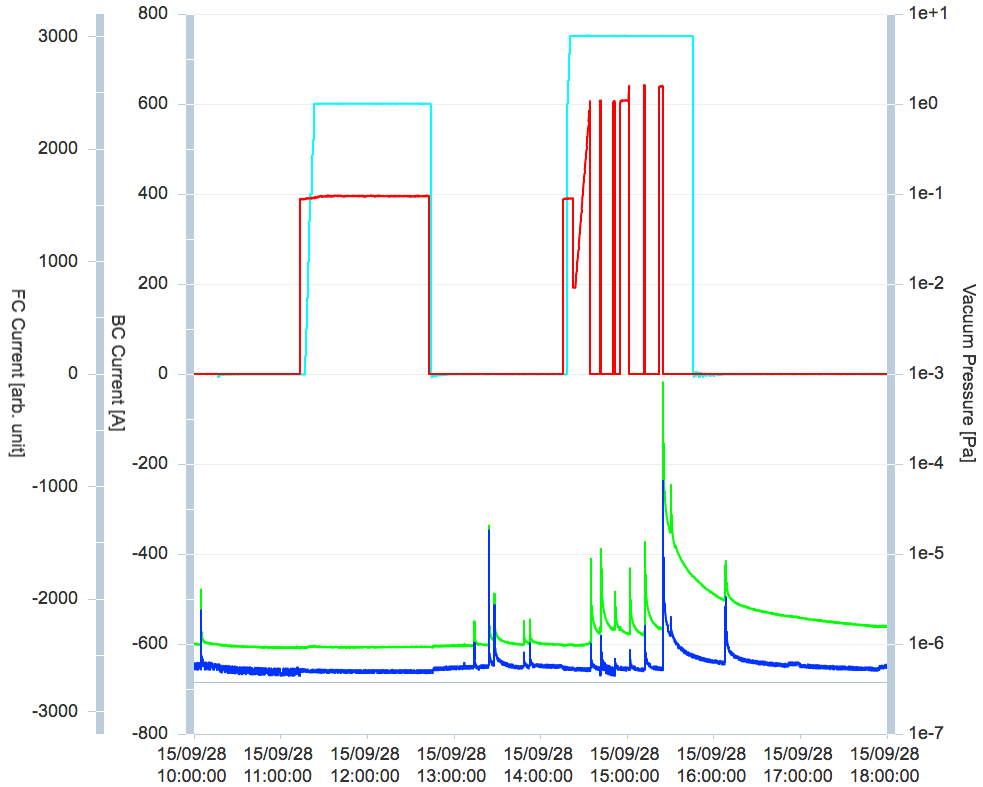 FC Current [arb. unit]
3000
2000
1000
0
-1000
-2000
-3000
BC Current [A]
800
600
400
200
0
-200
-400
-600
-800
1e+1
1e0
1e-1
1e-2
1e-3
1e-4
1e-5
1e-6
1e-7
Vacuum Pressure [Pa]
15/09/28 15/09/28 15/09/28 15/09/28 15/09/28 15/09/28 15/09/28 15/09/28 15/09/28
10:00:00 11:00:00 12:00:00 13:00:00 14:00:00 15:00:00 16:00:00 17:00:00 18:00:00